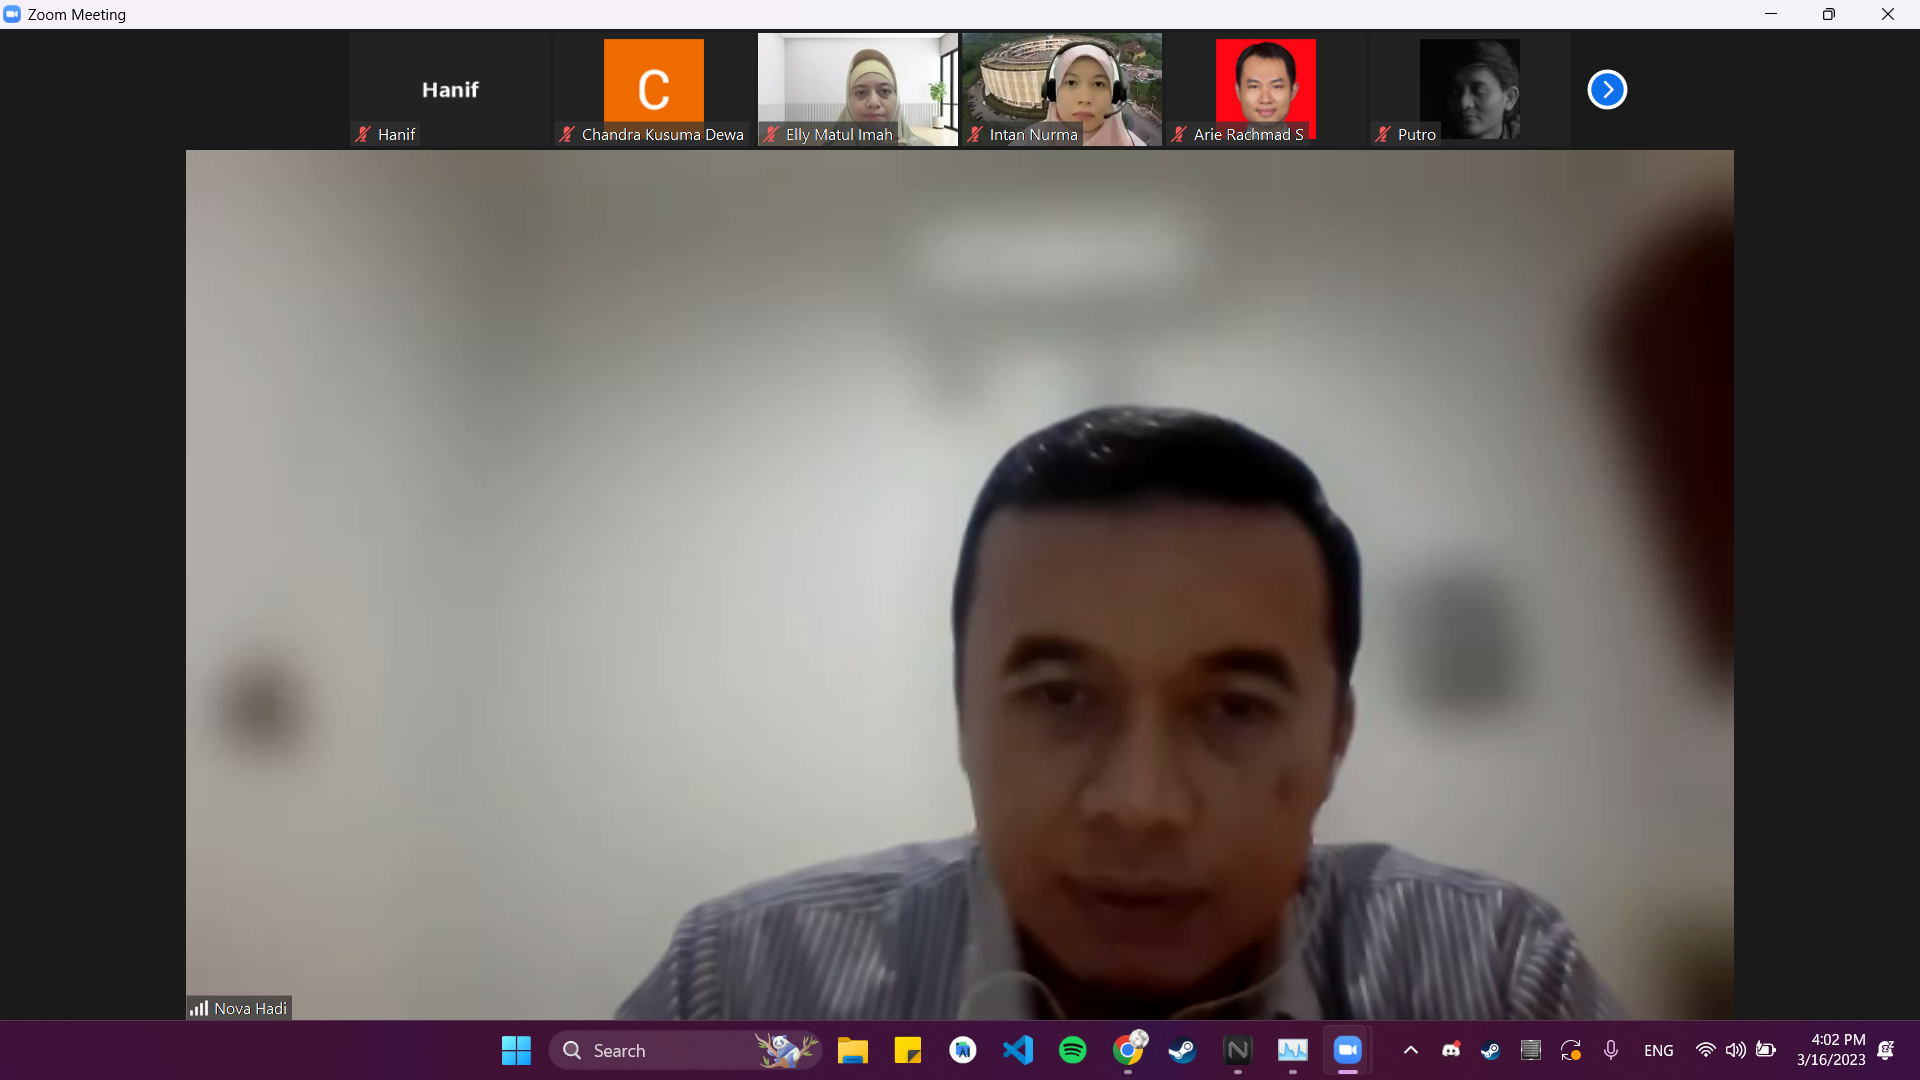 Zoom Meeting
Hanif
Hanif
C
Chandra Kusuma Dewa
Elly Matul Imah
Intan Nurma
Arie Rachmad S
Putro
Nova Hadi
Search
N
ENG
4:02 PM
3/16/2023